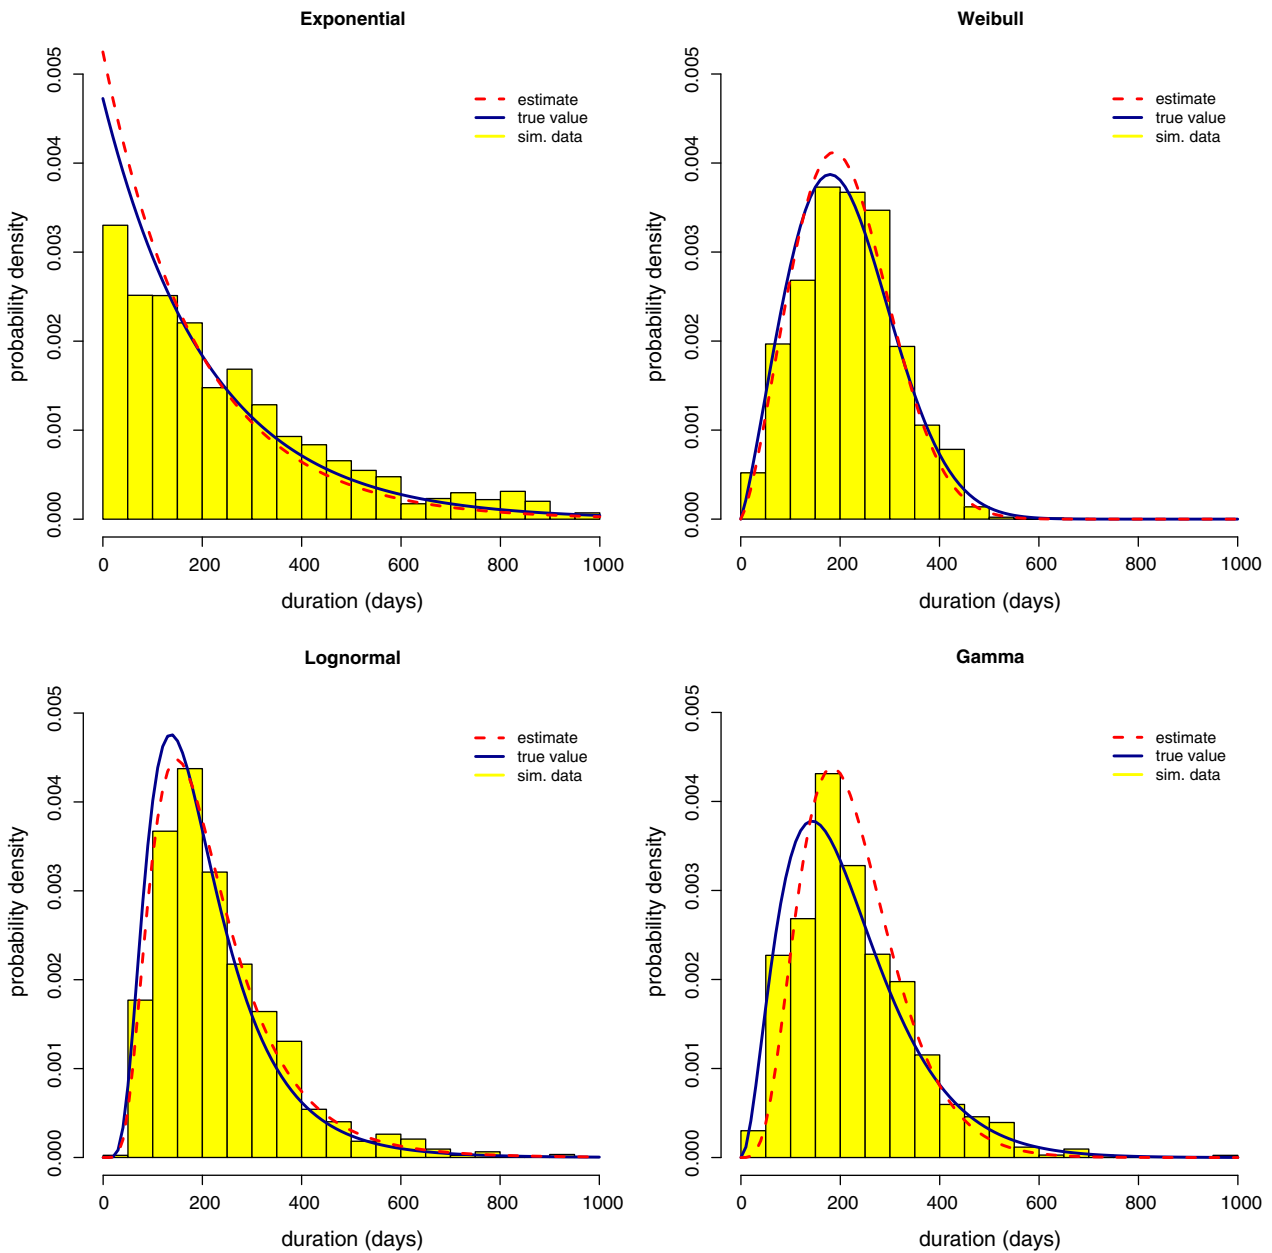 Exponential
estimate
true value
sim. data
probability density
0.000 0.001 0.002 0.003 0.004 0.005
0 200 400 600 800 1000
duration (days)
Weibull
estimate
true value
sim. data
probability density
0.000 0.001 0.002 0.003 0.004 0.005
0 200 400 600 800 1000
duration (days)
Lognormal
estimate
true value
sim. data
probability density
0.000 0.001 0.002 0.003 0.004 0.005
0 200 400 600 800 1000
duration (days)
Gamma
estimate
true value
sim. data
probability density
0.000 0.001 0.002 0.003 0.004 0.005
0 200 400 600 800 1000
duration (days)